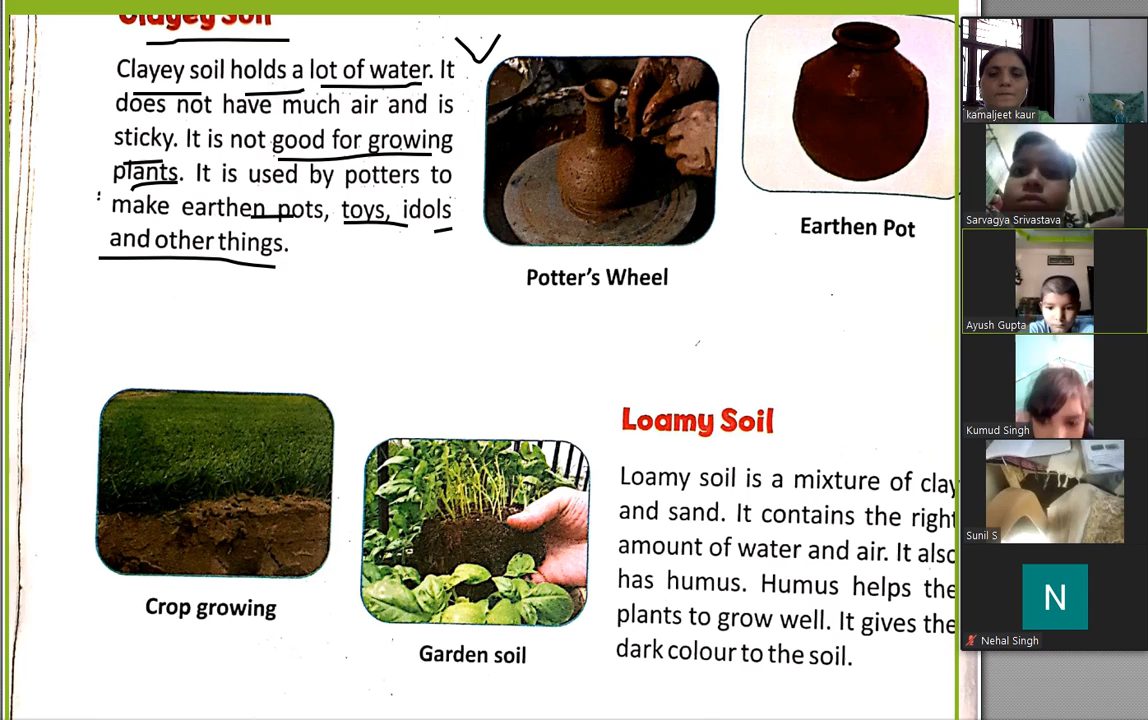 Clayey Soil
Clayey soil holds a lot of water. It
does not have much air and is
sticky. It is not good for growing
plants. It is used by potters to
make earthen pots, toys, idols
and other things.
Potter's Wheel
Earthen Pot
Crop growing
Garden soil
Loamy Soil
Loamy soil is a mixture of clay
and sand. It contains the right
amount of water and air. It also
has humus. Humus helps the
plants to grow well. It gives the
dark colour to the soil.
kamaljeet kaur
Sarvagya Srivastava
Ayush Gupta
Kumud Singh
Sunil S
N
Nehal Singh